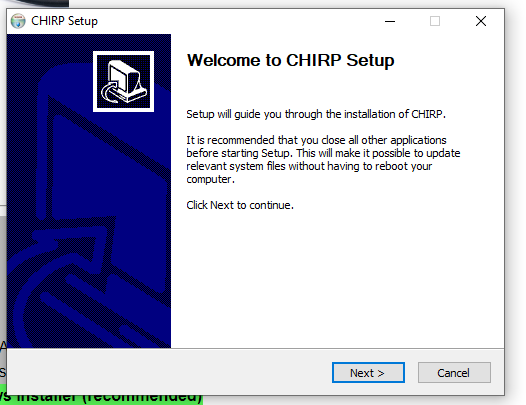 CHIRP Setup
Welcome to CHIRP Setup
Setup will guide you through the installation of CHIRP.
It is recommended that you close all other applications
before starting Setup. This will make it possible to update
relevant system files without having to reboot your
computer.
Click Next to continue.
Next >
Cancel
installer (recommended)